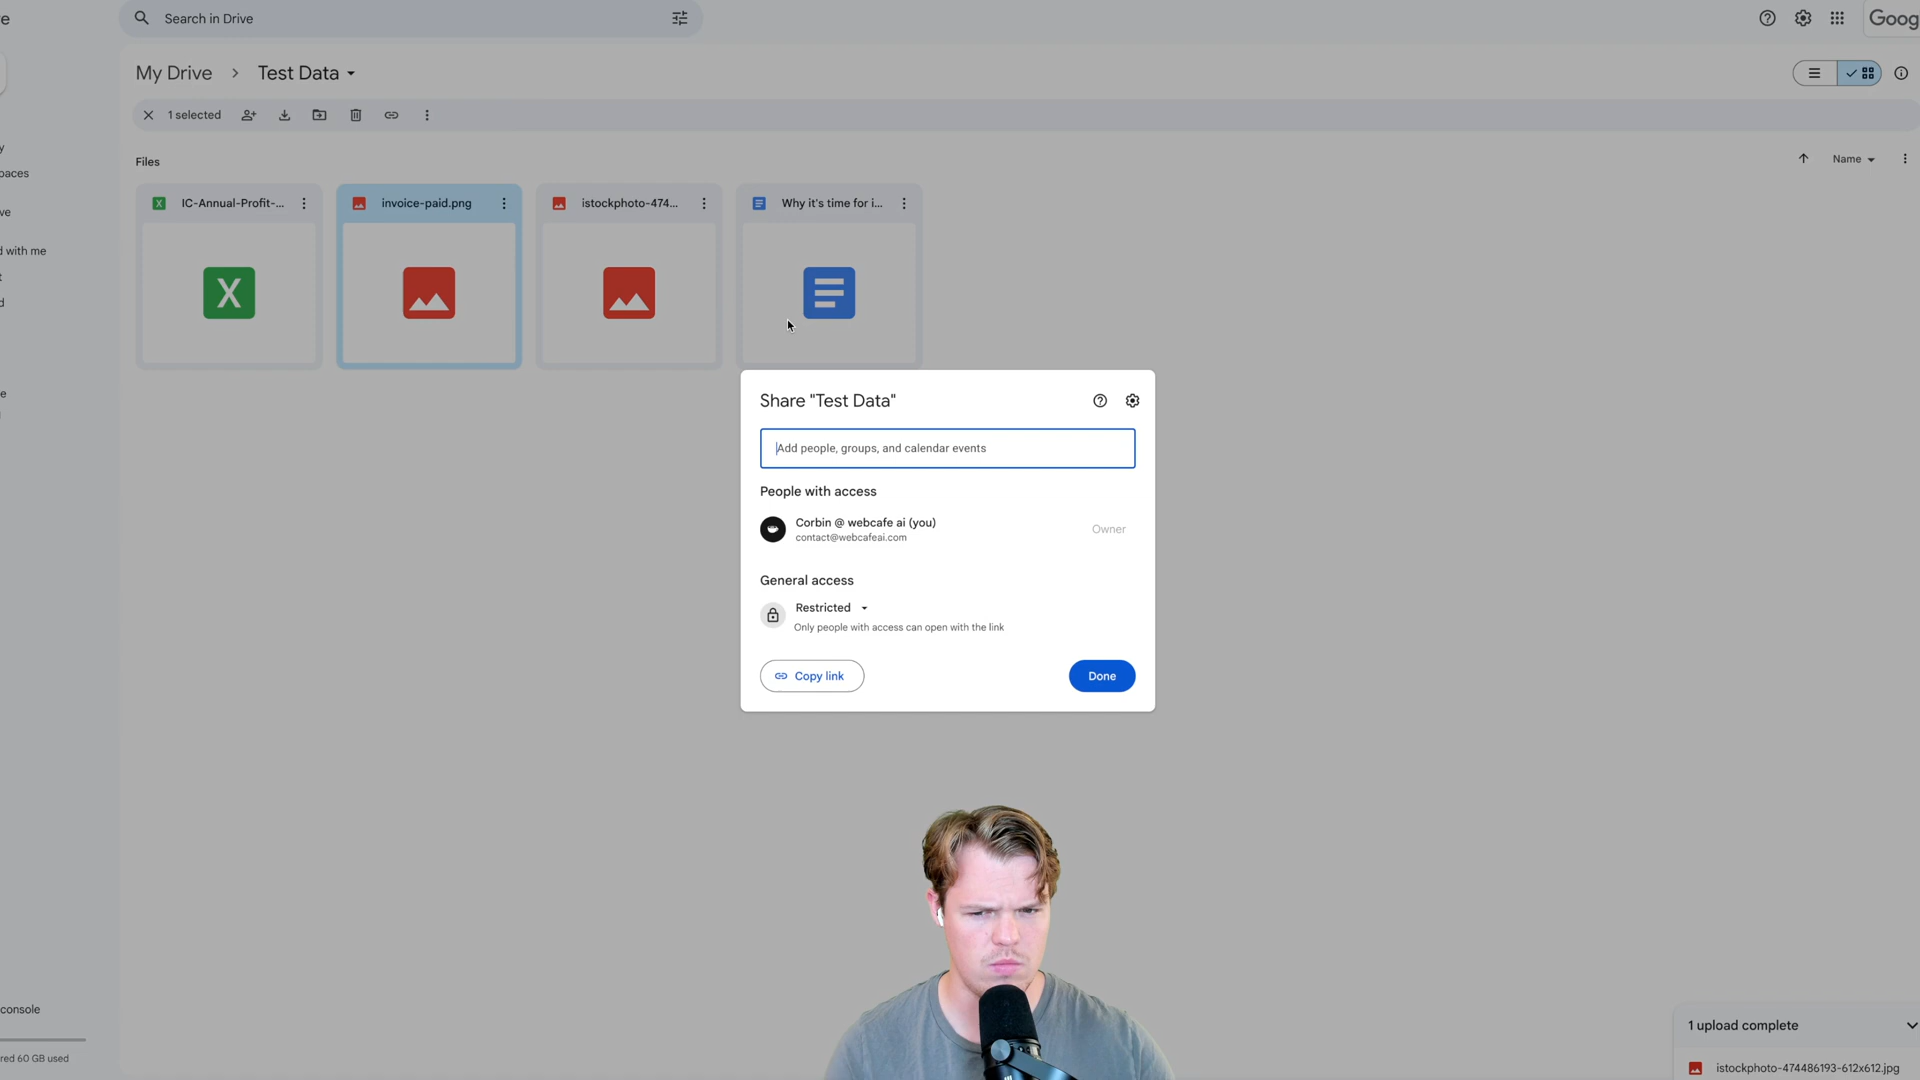 Search in Drive
Goog
My Drive > Test Data
1 selected
Files
Name
IC-Annual-Profit-...
invoice-paid.png
istockphoto-474...
Why it's time for i...
paces
ve
d with me
Share "Test Data"
Add people, groups, and calendar events
People with access
Corbin @ webcafe ai (you)
contact@webcafeai.com
Owner
General access
Restricted
Only people with access can open with the link
Copy link
Done
console
red 60 GB used
1 upload complete
istockphoto-474486193-612x612.jpg